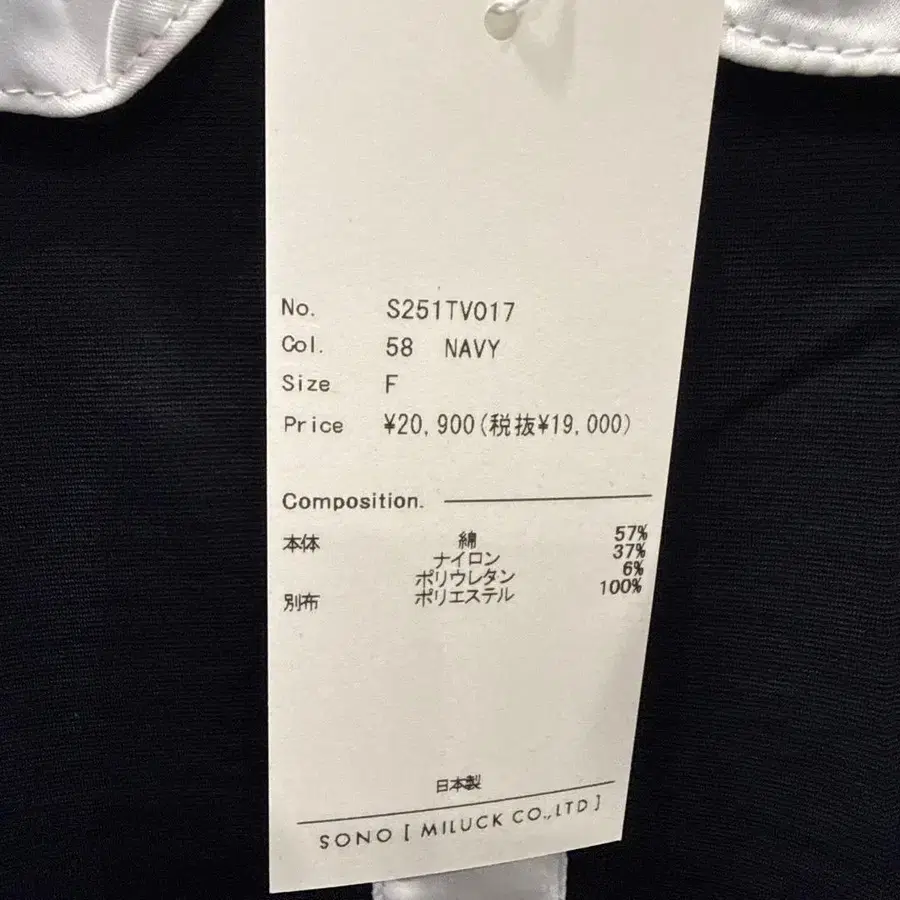 No. S251TV017
Col. 58 NAVY
Size F
Price ¥20,900(税抜¥19,000)
Composition.
本体 綿 57%
ナイロン 37%
ポリウレタン 6%
別布 ポリエステル 100%
日本製
SONO [ MILUCK CO.,LTD ]